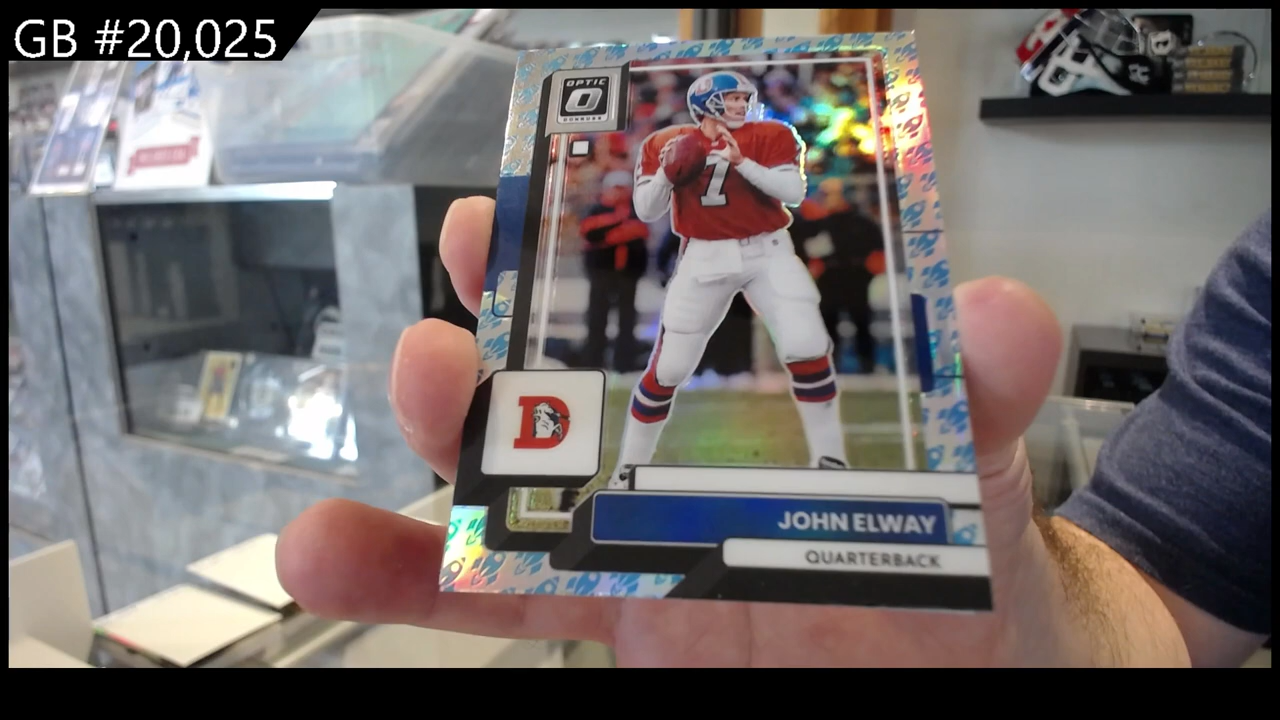 GB #20,025
OPTIC
DONRUSS
7
D
JOHN ELWAY
QUARTERBACK